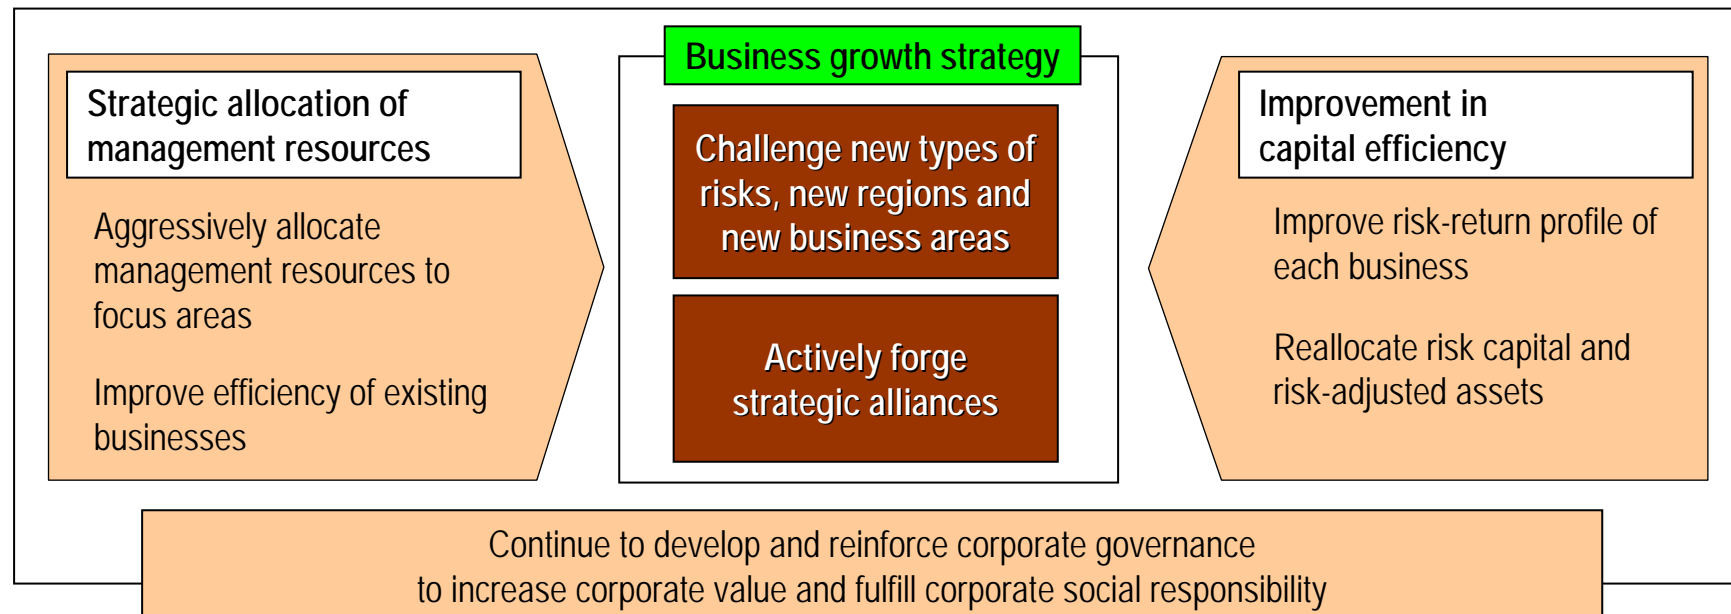 Business growth strategy
Strategic allocation of
management resources
Aggressively allocate
management resources to
focus areas
Improve efficiency of existing
businesses
Challenge new types of
risks, new regions and
new business areas
Actively forge
strategic alliances
Improvement in
capital efficiency
Improve risk-return profile of
each business
Reallocate risk capital and
risk-adjusted assets
Continue to develop and reinforce corporate governance
to increase corporate value and fulfill corporate social responsibility